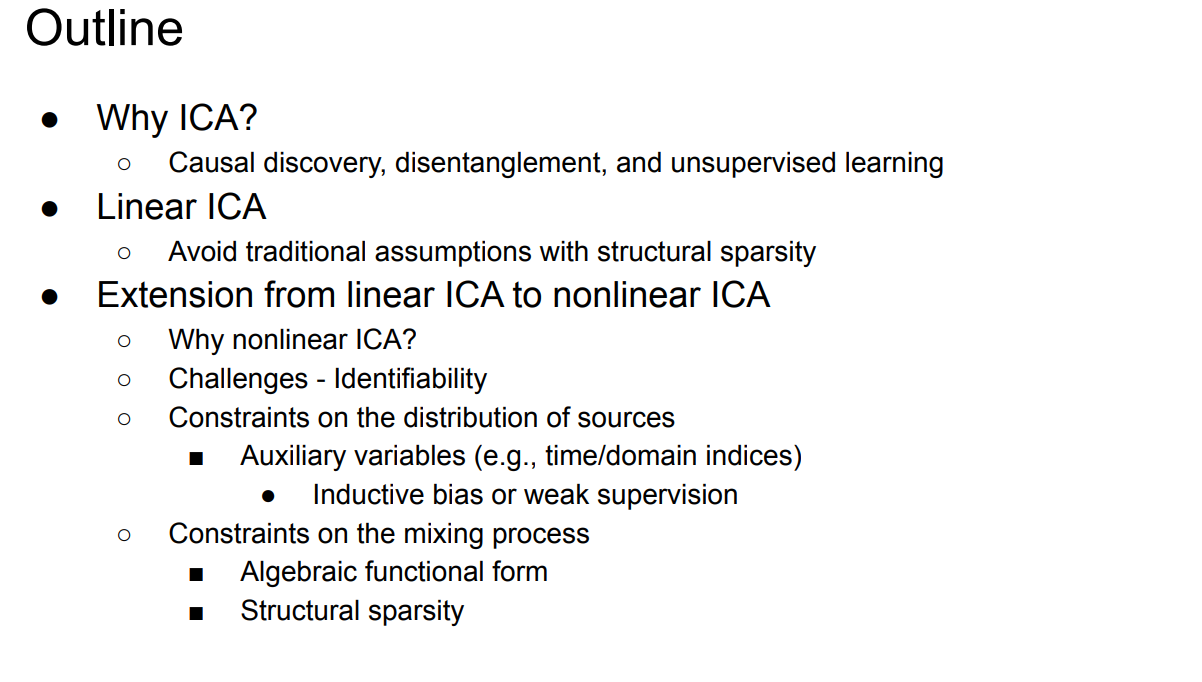 Outline
● Why ICA?
○ Causal discovery, disentanglement, and unsupervised learning
● Linear ICA
○ Avoid traditional assumptions with structural sparsity
● Extension from linear ICA to nonlinear ICA
○ Why nonlinear ICA?
○ Challenges - Identifiability
○ Constraints on the distribution of sources
■ Auxiliary variables (e.g., time/domain indices)
● Inductive bias or weak supervision
○ Constraints on the mixing process
■ Algebraic functional form
■ Structural sparsity